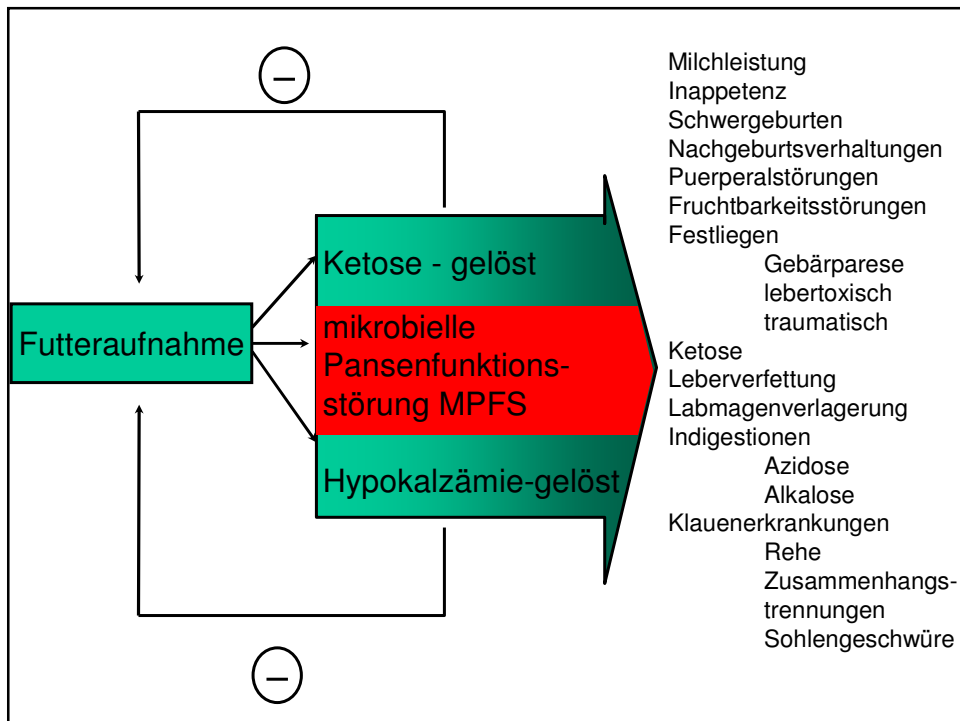 −
Futteraufnahme
Ketose - gelöst
mikrobielle
Pansenfunktions-
störung MPFS
Hypokalzämie-gelöst
−
Milchleistung
Inappetenz
Schwergeburten
Nachgeburtsverhaltungen
Puerperalstörungen
Fruchtbarkeitsstörungen
Festliegen
Gebärparese
lebertoxisch
traumatisch
Ketose
Leberverfettung
Labmagenverlagerung
Indigestionen
Azidose
Alkalose
Klauenerkrankungen
Rehe
Zusammenhangs-
trennungen
Sohlengeschwüre